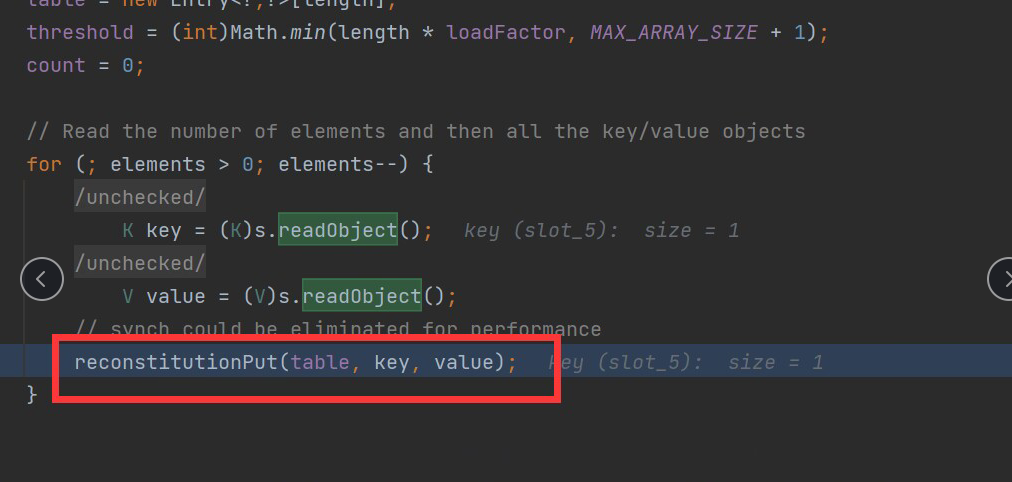 table = new Entry<?,?>[length];
threshold = (int)Math.min(length * loadFactor, MAX_ARRAY_SIZE + 1);
count = 0;
// Read the number of elements and then all the key/value objects
for (; elements > 0; elements--) {
/unchecked/
K key = (K)s.readObject(); key (slot_5): size = 1
/unchecked/
V value = (V)s.readObject();
// synch could be eliminated for performance
reconstitutionPut(table, key, value); key (slot_5): size = 1
}